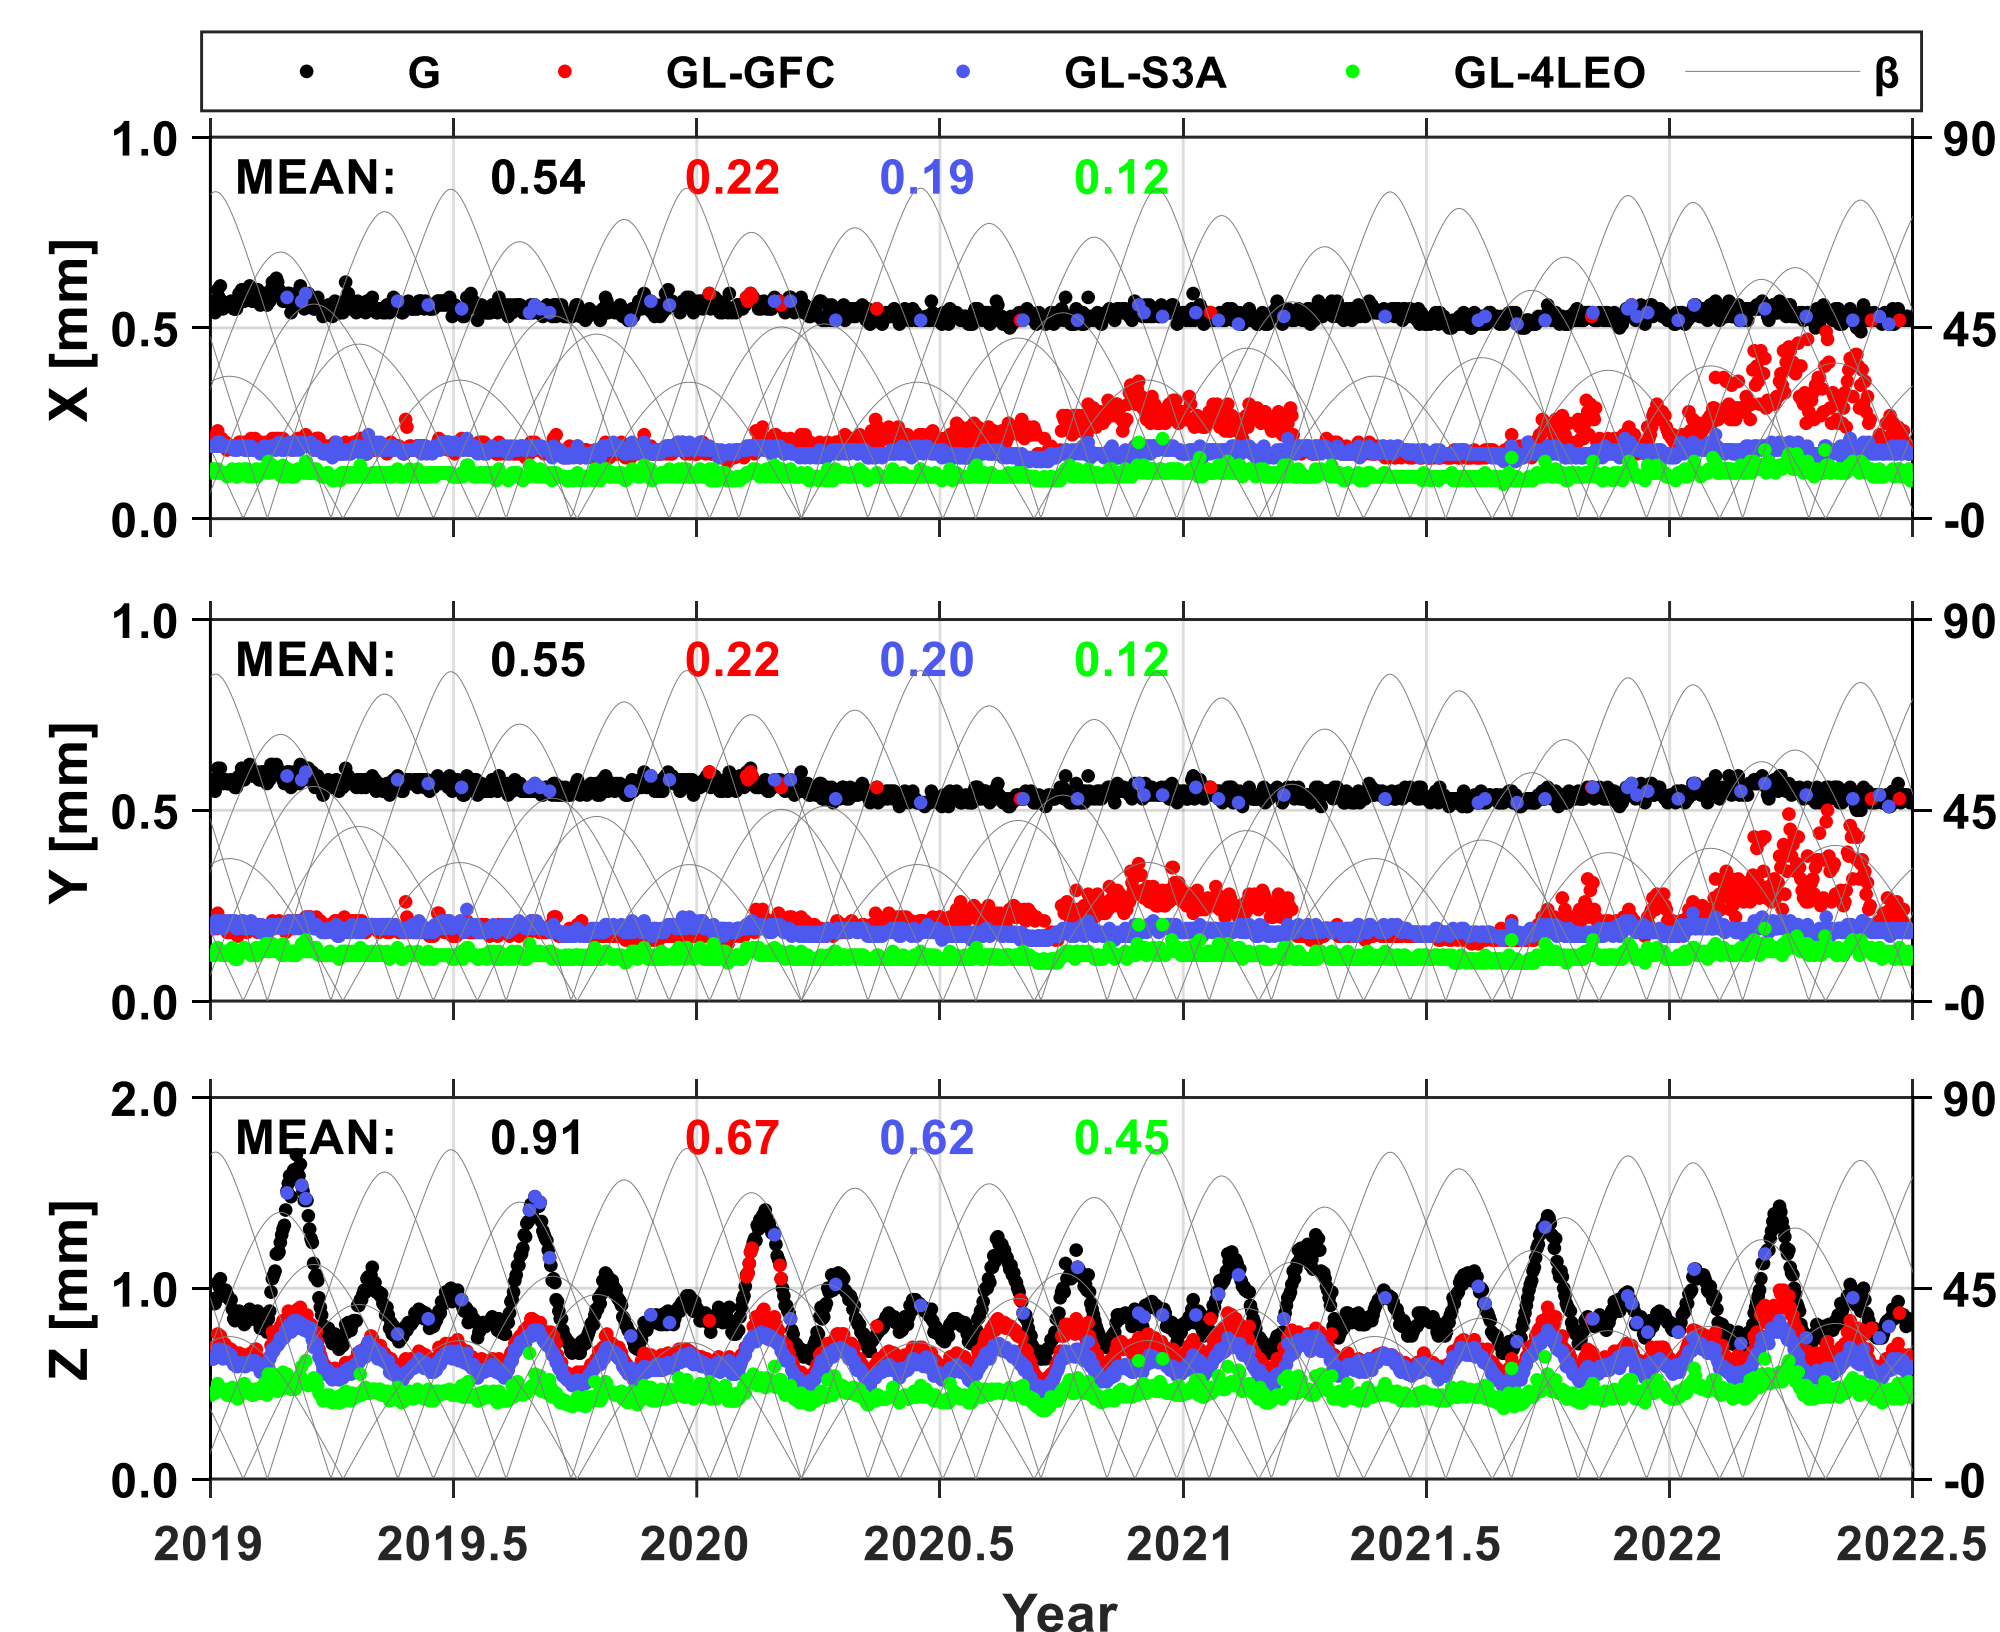 G GL-GFC GL-S3A GL-4LEO β
1.0 90
MEAN: 0.54 0.22 0.19 0.12
X [mm]
0.5 45
0.0 -0
1.0 90
MEAN: 0.55 0.22 0.20 0.12
Y [mm]
0.5 45
0.0 -0
2.0 90
MEAN: 0.91 0.67 0.62 0.45
Z [mm]
1.0 45
0.0 -0
2019 2019.5 2020 2020.5 2021 2021.5 2022 2022.5
Year